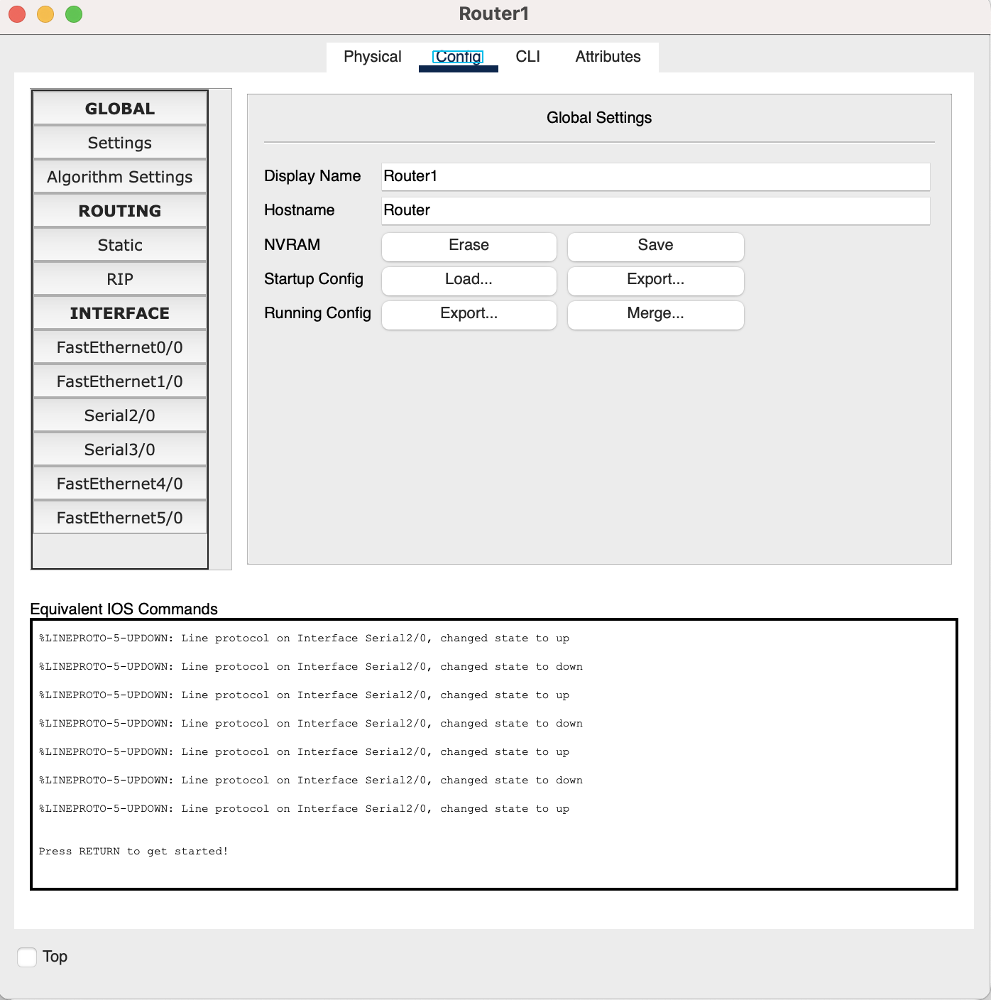 Router1
Physical Config CLI Attributes
GLOBAL
Settings
Algorithm Settings
ROUTING
Static
RIP
INTERFACE
FastEthernet0/0
FastEthernet1/0
Serial2/0
Serial3/0
FastEthernet4/0
FastEthernet5/0
Global Settings
Display Name Router1
Hostname Router
NVRAM Erase Save
Startup Config Load... Export...
Running Config Export... Merge...
Equivalent IOS Commands
%LINEPROTO-5-UPDOWN: Line protocol on Interface Serial2/0, changed state to up
%LINEPROTO-5-UPDOWN: Line protocol on Interface Serial2/0, changed state to down
%LINEPROTO-5-UPDOWN: Line protocol on Interface Serial2/0, changed state to up
%LINEPROTO-5-UPDOWN: Line protocol on Interface Serial2/0, changed state to down
%LINEPROTO-5-UPDOWN: Line protocol on Interface Serial2/0, changed state to up
%LINEPROTO-5-UPDOWN: Line protocol on Interface Serial2/0, changed state to down
%LINEPROTO-5-UPDOWN: Line protocol on Interface Serial2/0, changed state to up
Press RETURN to get started!
Top